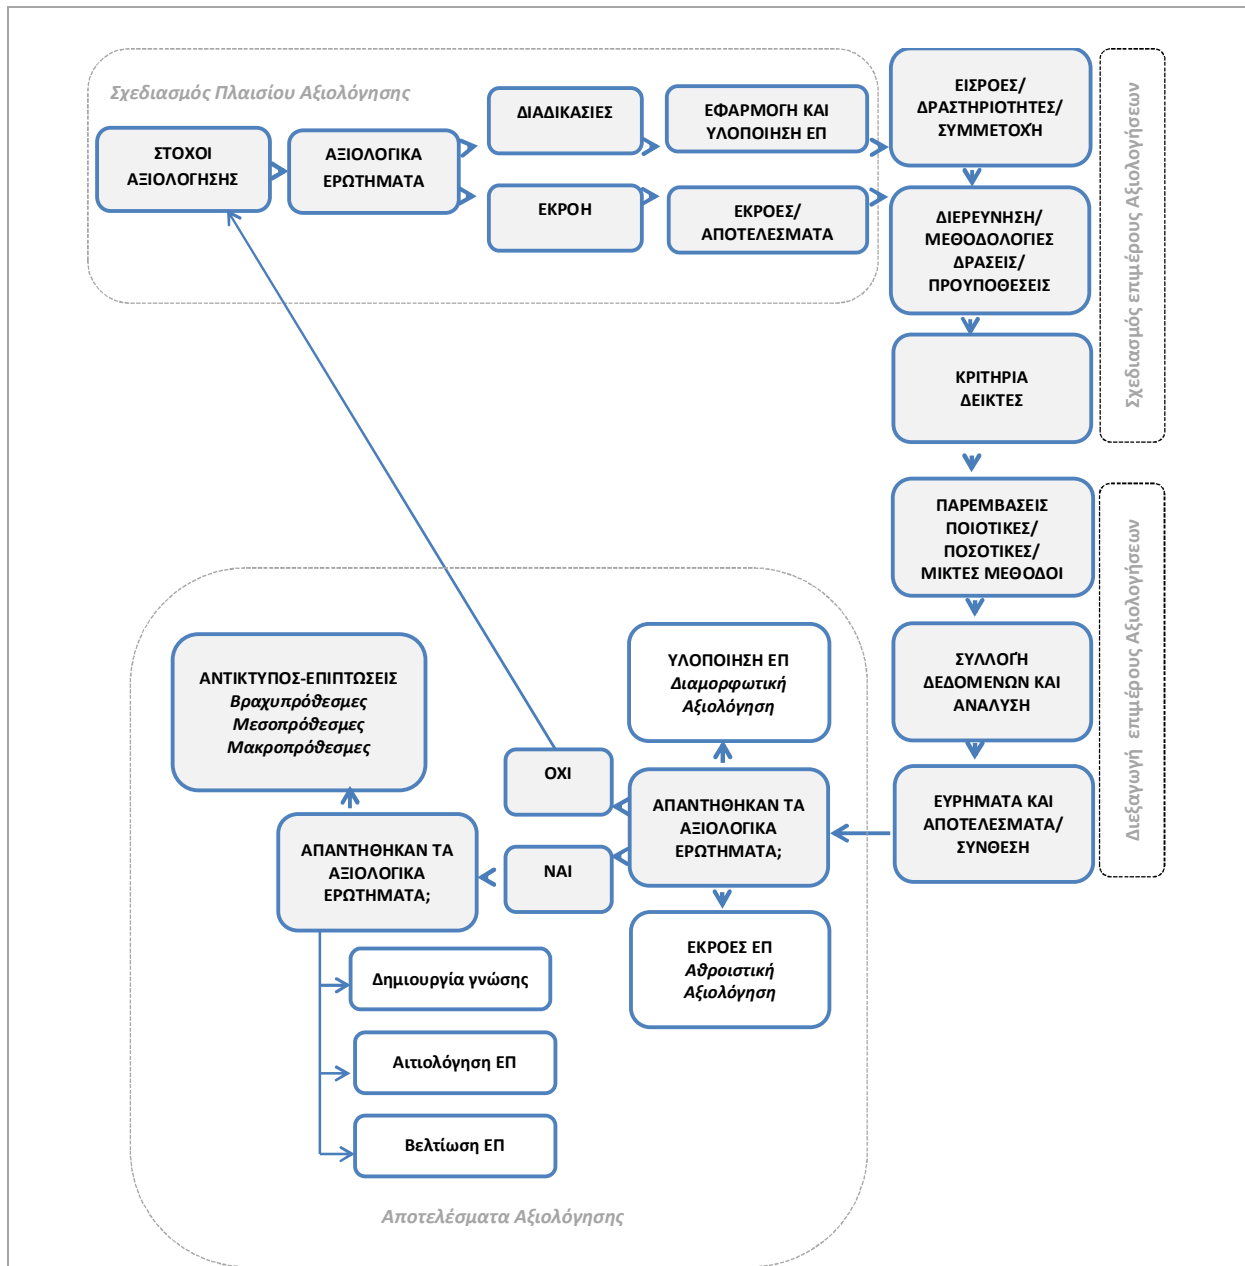 Σχεδιασμός Πλαισίου Αξιολόγησης
ΣΤΟΧΟΙ
ΑΞΙΟΛΟΓΗΣΗΣ
ΑΞΙΟΛΟΓΙΚΑ
ΕΡΩΤΗΜΑΤΑ
ΔΙΑΔΙΚΑΣΙΕΣ
ΕΚΡΟΗ
ΕΦΑΡΜΟΓΗ ΚΑΙ
ΥΛΟΠΟΙΗΣΗ ΕΠ
ΕΚΡΟΕΣ/
ΑΠΟΤΕΛΕΣΜΑΤΑ
ΕΙΣΡΟΕΣ/
ΔΡΑΣΤΗΡΙΟΤΗΤΕΣ/
ΣΥΜΜΕΤΟΧΉ
ΔΙΕΡΕΥΝΗΣΗ/
ΜΕΘΟΔΟΛΟΓΙΕΣ
ΔΡΑΣΕΙΣ/
ΠΡΟΥΠΟΘΕΣΕΙΣ
ΚΡΙΤΗΡΙΑ
ΔΕΙΚΤΕΣ
Σχεδιασμός επιμέρους Αξιολογήσεων
ΠΑΡΕΜΒΑΣΕΙΣ
ΠΟΙΟΤΙΚΕΣ/
ΠΟΣΟΤΙΚΕΣ/
ΜΙΚΤΕΣ ΜΕΘΟΔΟΙ
ΣΥΛΛΟΓΉ
ΔΕΔΟΜΕΝΩΝ ΚΑΙ
ΑΝΑΛΥΣΗ
ΕΥΡΗΜΑΤΑ ΚΑΙ
ΑΠΟΤΕΛΕΣΜΑΤΑ/
ΣΥΝΘΕΣΗ
Διεξαγωγή επιμέρους Αξιολογήσεων
ΥΛΟΠΟΙΗΣΗ ΕΠ
Διαμορφωτική
Αξιολόγηση
ΑΠΑΝΤΗΘΗΚΑΝ ΤΑ
ΑΞΙΟΛΟΓΙΚΑ
ΕΡΩΤΗΜΑΤΑ;
ΕΚΡΟΕΣ ΕΠ
Αθροιστική
Αξιολόγηση
ΟΧΙ
ΝΑΙ
ΑΝΤΙΚΤΥΠΟΣ-ΕΠΙΠΤΩΣΕΙΣ
Βραχυπρόθεσμες
Μεσοπρόθεσμες
Μακροπρόθεσμες
ΑΠΑΝΤΗΘΗΚΑΝ ΤΑ
ΑΞΙΟΛΟΓΙΚΑ
ΕΡΩΤΗΜΑΤΑ;
Δημιουργία γνώσης
Αιτιολόγηση ΕΠ
Βελτίωση ΕΠ
Αποτελέσματα Αξιολόγησης